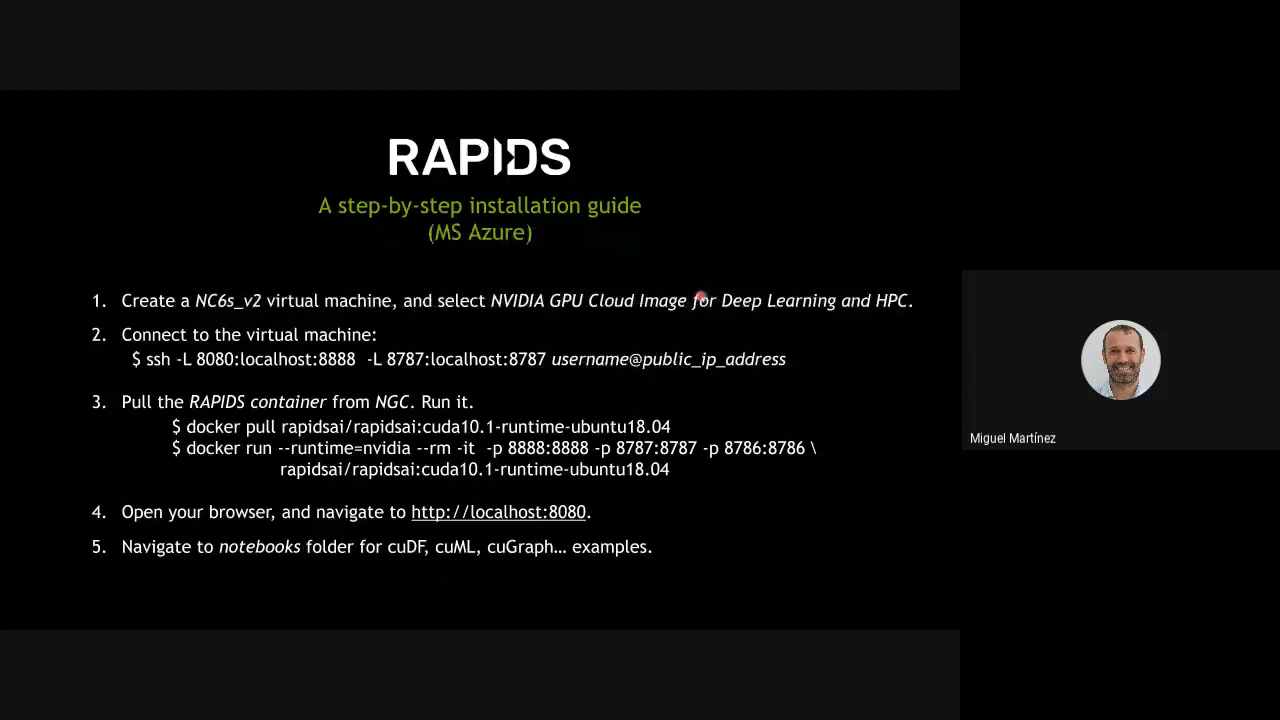 RAPIDS
A step-by-step installation guide
(MS Azure)
1. Create a NC6s_v2 virtual machine, and select NVIDIA GPU Cloud Image for Deep Learning and HPC.
2. Connect to the virtual machine:
$ ssh -L 8080:localhost:8888 -L 8787:localhost:8787 username@public_ip_address
3. Pull the RAPIDS container from NGC. Run it.
$ docker pull rapidsai/rapidsai:cuda10.1-runtime-ubuntu18.04
$ docker run --runtime=nvidia --rm -it -p 8888:8888 -p 8787:8787 -p 8786:8786 \
rapidsai/rapidsai:cuda10.1-runtime-ubuntu18.04
4. Open your browser, and navigate to http://localhost:8080.
5. Navigate to notebooks folder for cuDF, cuML, cuGraph… examples.
Miguel Martínez